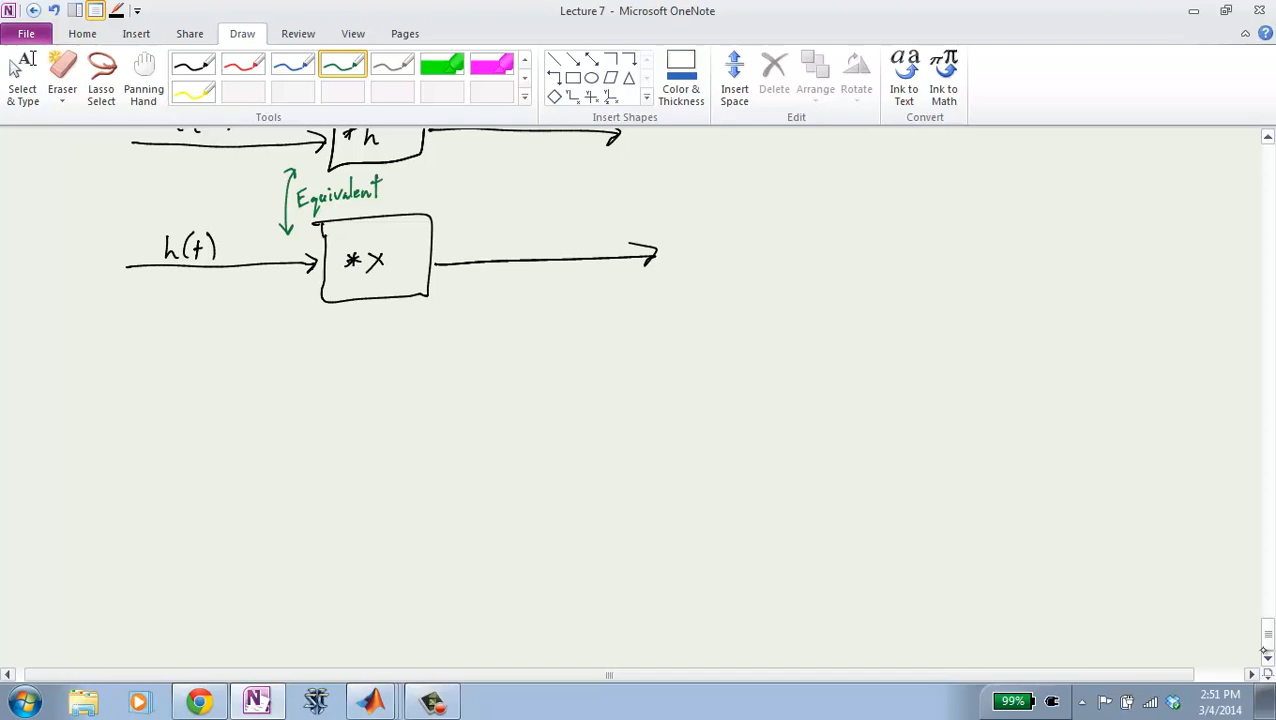 Lecture 7 - Microsoft OneNote
File Home Insert Share Draw Review View Pages
Select & Type
Eraser
Lasso Select
Panning Hand
Color & Thickness
Insert Space
Delete
Arrange
Rotate
Ink to Text
Ink to Math
Tools
Insert Shapes
Edit
Convert
* h
Equivalent
h(t)
* x
99%
2:51 PM
3/4/2014